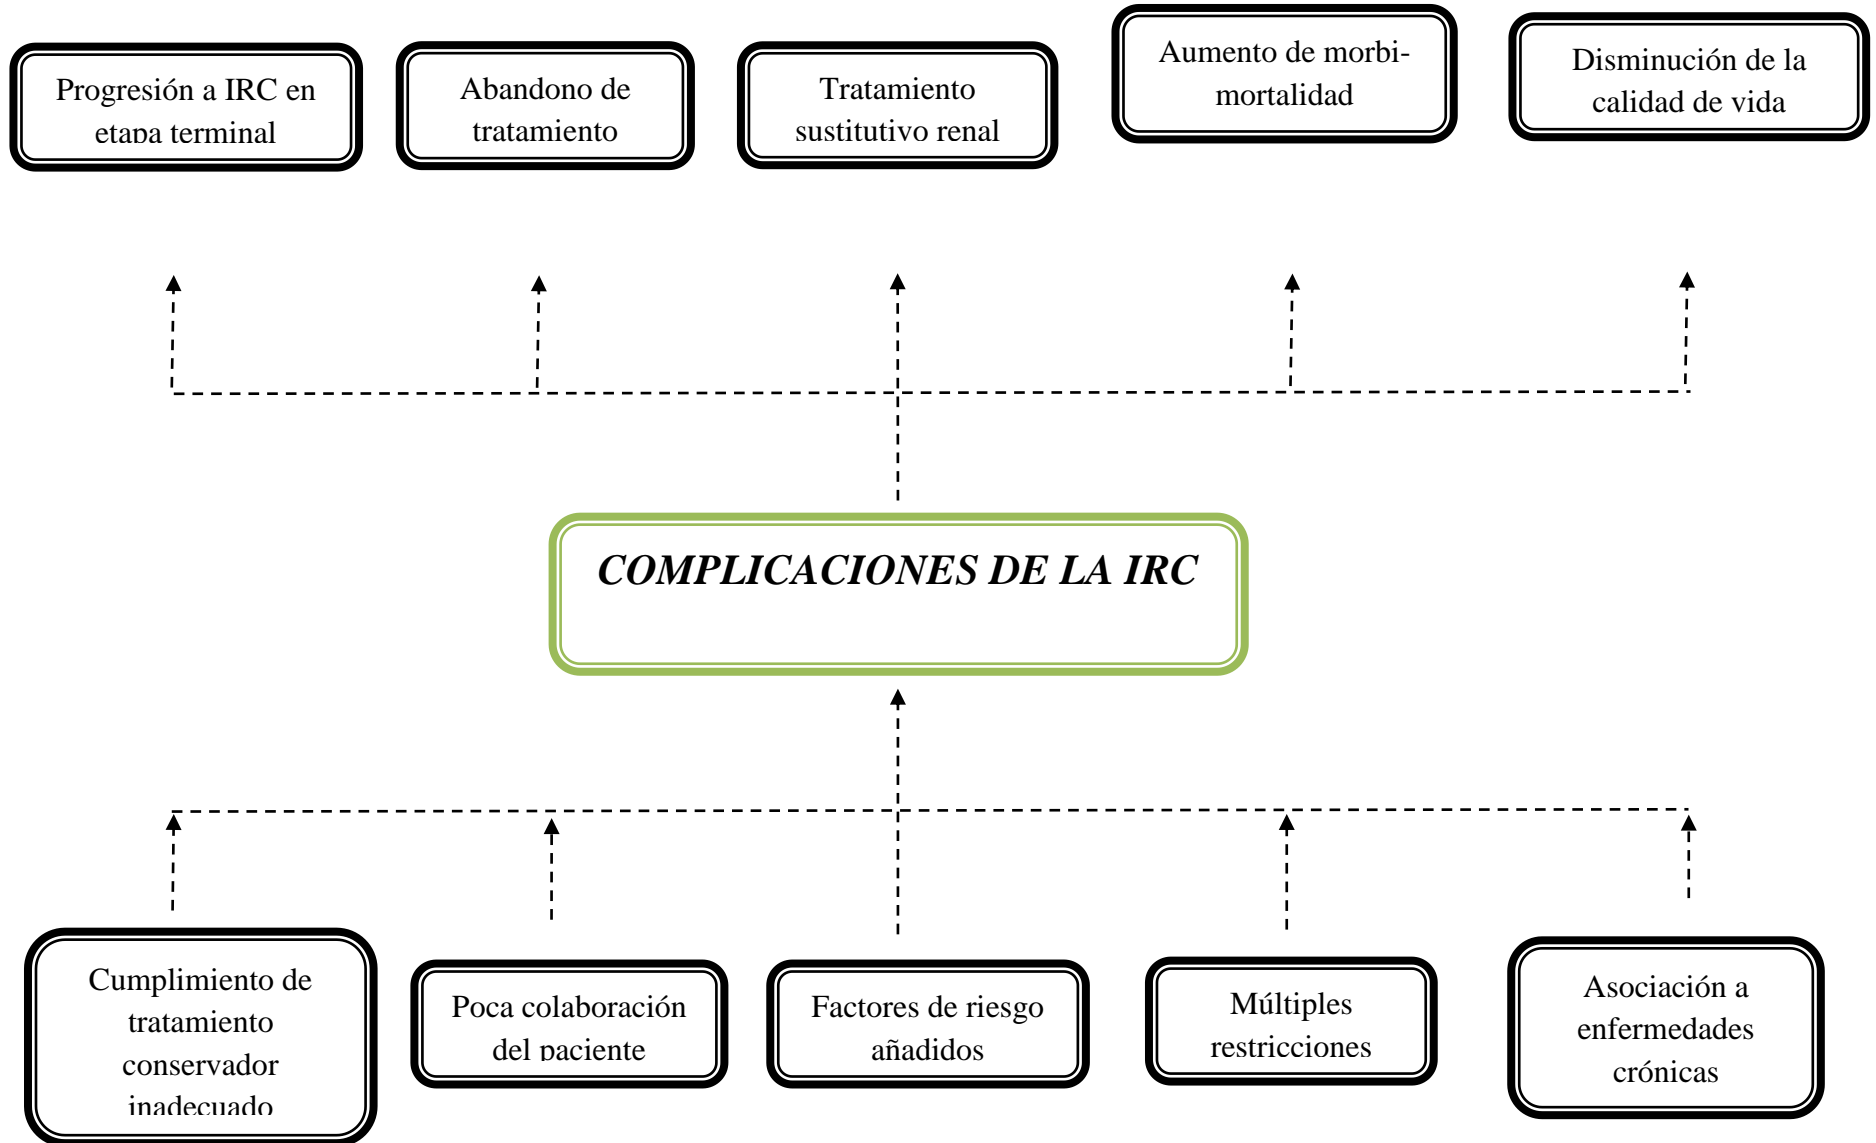 Progresión a IRC en
etapa terminal
Abandono de
tratamiento
Tratamiento
sustitutivo renal
Aumento de morbi-
mortalidad
Disminución de la
calidad de vida
COMPLICACIONES DE LA IRC
Cumplimiento de
tratamiento
conservador
inadecuado
Poca colaboración
del paciente
Factores de riesgo
añadidos
Múltiples
restricciones
Asociación a
enfermedades
crónicas